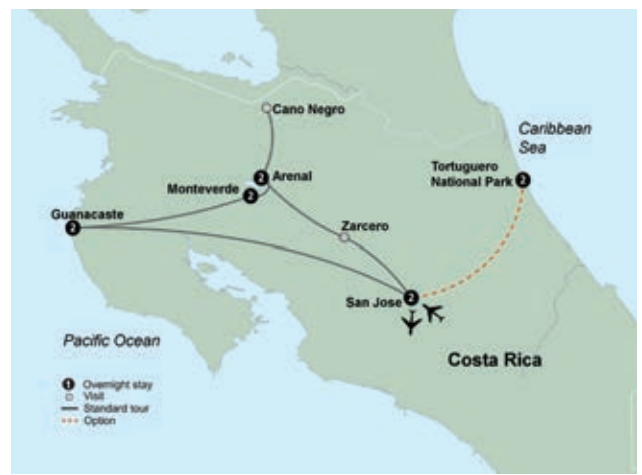 Cano Negro
Caribbean
Sea
2 Arenal
Tortuguero
National Park 2
Monteverde 2
Guanacaste
2
Zarcero
San Jose 2
Pacific Ocean
Costa Rica
1 Overnight stay
Visit
Standard tour
Option